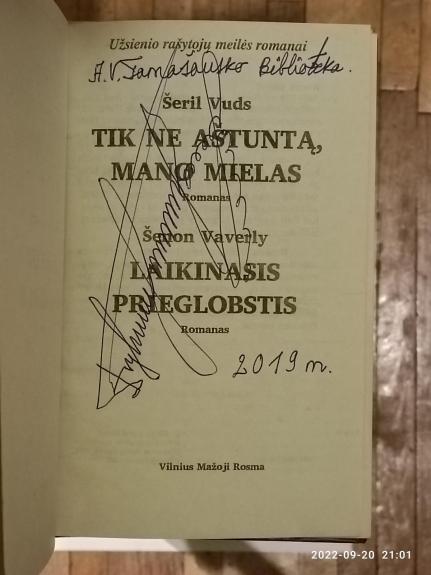 Užsienio rašytojų meilės romanai
A.V. Tamašausko Biblioteka.
Šeril Vuds
TIK NE AŠTUNTĄ,
MANO MIELAS
Romanas
Šeron Vaverly
LAIKINASIS
PRIEGLOBSTIS
Romanas
2019 m.
Vilnius Mažoji Rosma
2022-09-20 21:01